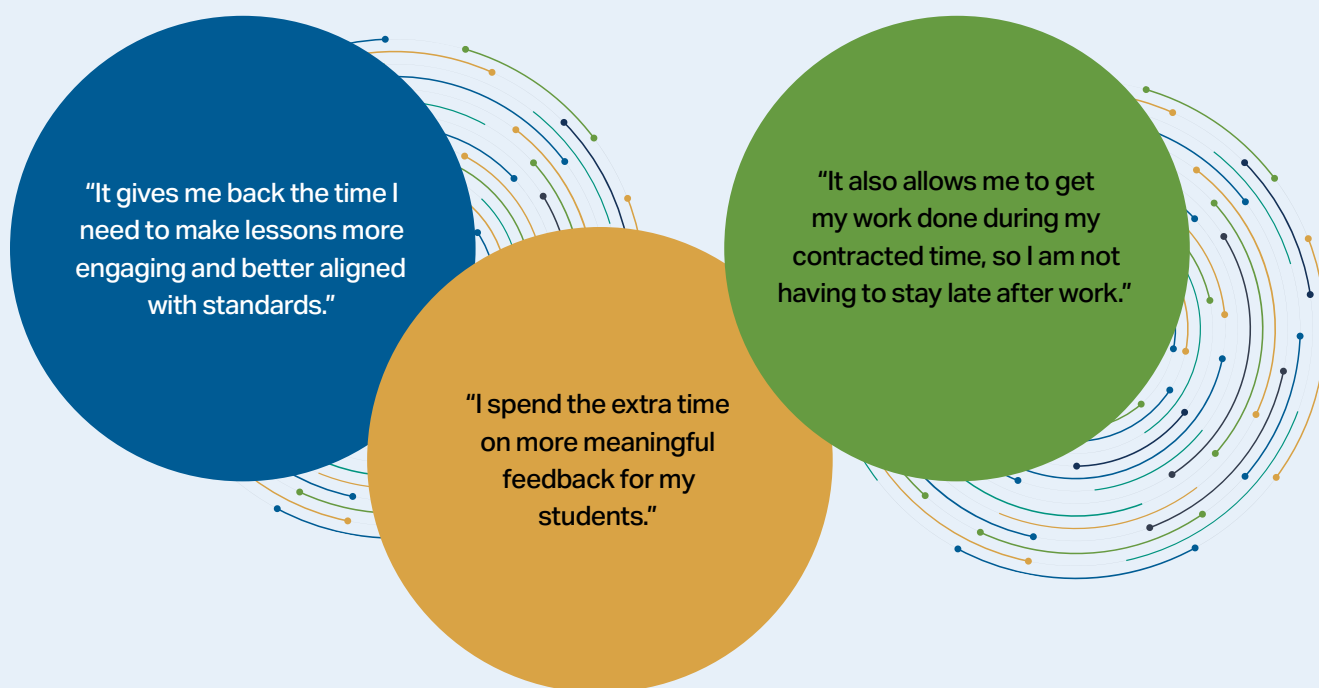 “It gives me back the time I
need to make lessons more
engaging and better aligned
with standards.”
“I spend the extra time
on more meaningful
feedback for my
students.”
“It also allows me to get
my work done during my
contracted time, so I am not
having to stay late after work.”